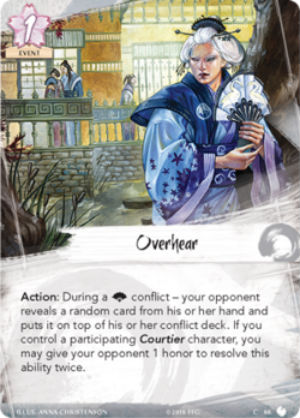 1
EVENT
Overhear
Action: During a conflict – your opponent
reveals a random card from his or her hand and
puts it on top of his or her conflict deck. If you
control a participating Courtier character, you
may give your opponent 1 honor to resolve this
ability twice.
ILLUS. ANNA CHRISTENSON
©2018 FFG
C